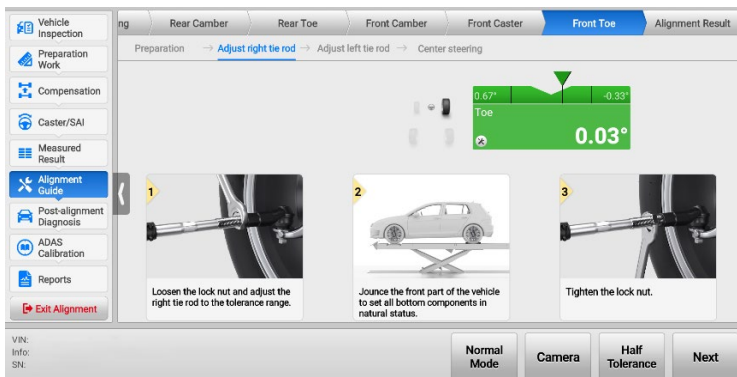 Vehicle
Inspection
Preparation
Work
Compensation
Caster/SAI
Measured
Result
Alignment
Guide
Post-alignment
Diagnosis
ADAS
Calibration
Reports
Exit Alignment
ng
Rear Camber
Rear Toe
Front Camber
Front Caster
Front Toe
Alignment Result
Preparation → Adjust right tie rod → Adjust left tie rod → Center steering
0.67° -0.33°
Toe
0.03°
1
Loosen the lock nut and adjust the
right tie rod to the tolerance range.
2
Jounce the front part of the vehicle
to set all bottom components in
natural status.
3
Tighten the lock nut.
VIN:
Info:
SN:
Normal
Mode
Camera
Half
Tolerance
Next